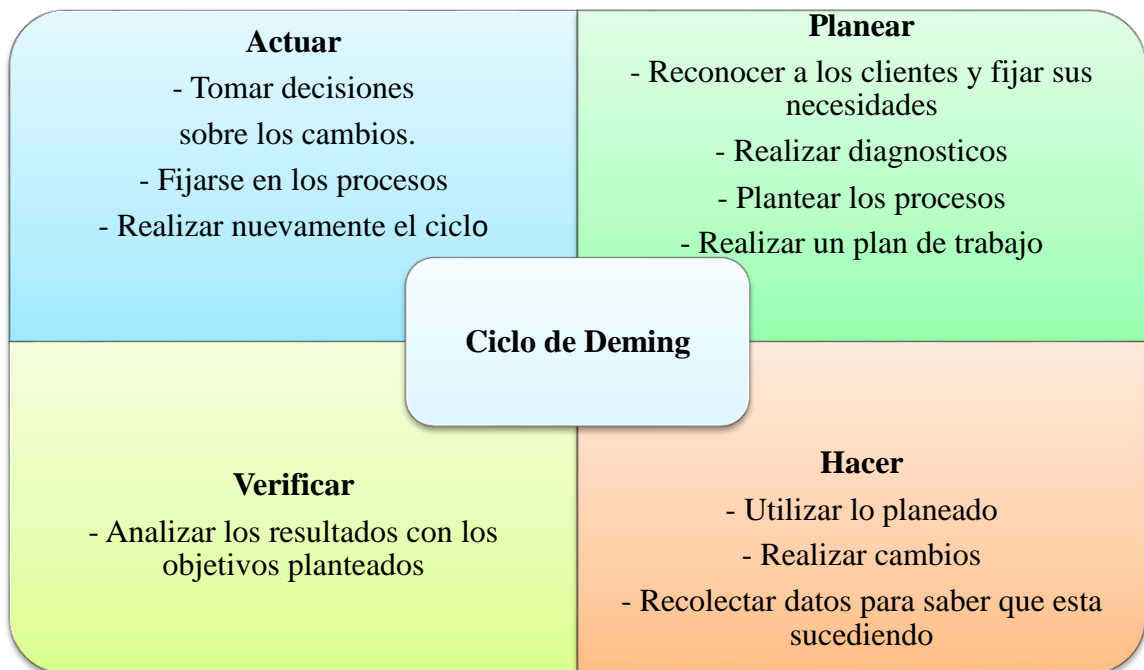 Actuar
- Tomar decisiones
sobre los cambios.
- Fijarse en los procesos
- Realizar nuevamente el ciclo
Planear
- Reconocer a los clientes y fijar sus
necesidades
- Realizar diagnosticos
- Plantear los procesos
- Realizar un plan de trabajo
Ciclo de Deming
Verificar
- Analizar los resultados con los
objetivos planteados
Hacer
- Utilizar lo planeado
- Realizar cambios
- Recolectar datos para saber que esta
sucediendo